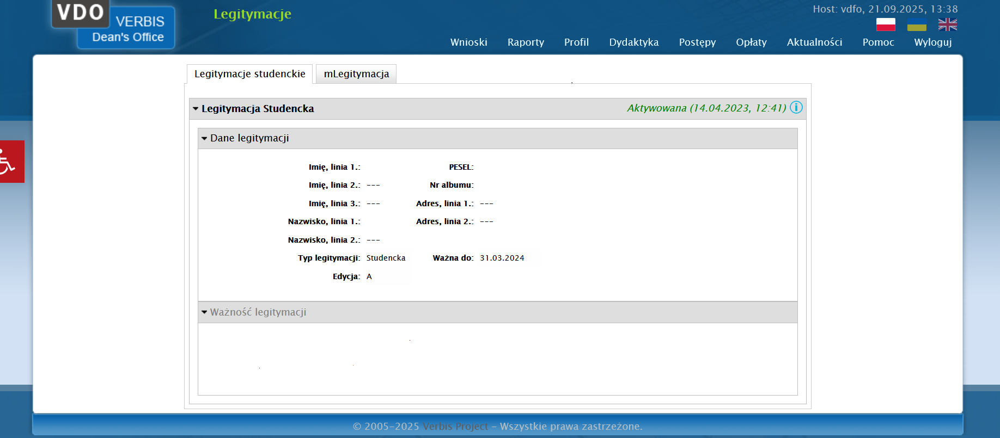 VDO
VERBIS
Dean's Office
Legitymacje
Host: vdfo, 21.09.2025, 13:38
Wnioski Raporty Profil Dydaktyka Postępy Opłaty Aktualności Pomoc Wyloguj
Legitymacje studenckie mLegitymacja
Legitymacja Studencka Aktywowana (14.04.2023, 12:41)
Dane legitymacji
Imię, linia 1.: PESEL:
Imię, linia 2.: --- Nr albumu:
Imię, linia 3.: --- Adres, linia 1.: ---
Nazwisko, linia 1.: Adres, linia 2.: ---
Nazwisko, linia 2.: ---
Typ legitymacji: Studencka Ważna do: 31.03.2024
Edycja: A
Ważność legitymacji
© 2005-2025 Verbis Project - Wszystkie prawa zastrzeżone.